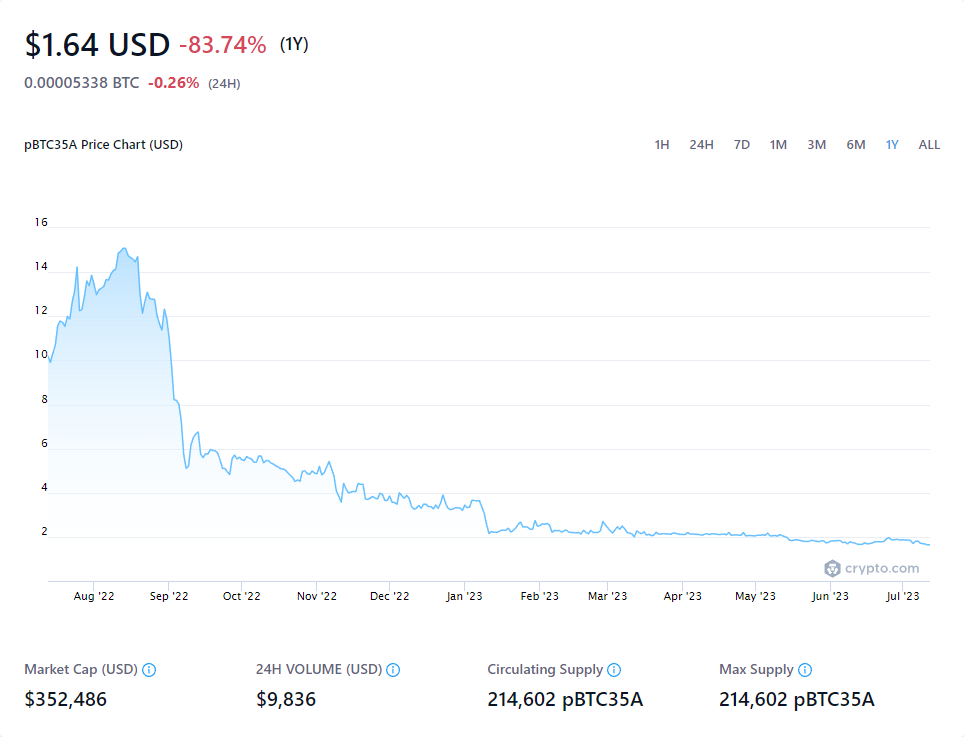 $1.64 USD -83.74% (1Y)
0.00005338 BTC -0.26% (24H)
pBTC35A Price Chart (USD) 1H 24H 7D 1M 3M 6M 1Y ALL
16
14
12
10
8
6
4
2
crypto.com
Aug '22 Sep '22 Oct '22 Nov '22 Dec '22 Jan '23 Feb '23 Mar '23 Apr '23 May '23 Jun '23 Jul '23
Market Cap (USD) 24H VOLUME (USD) Circulating Supply Max Supply
$352,486 $9,836 214,602 pBTC35A 214,602 pBTC35A